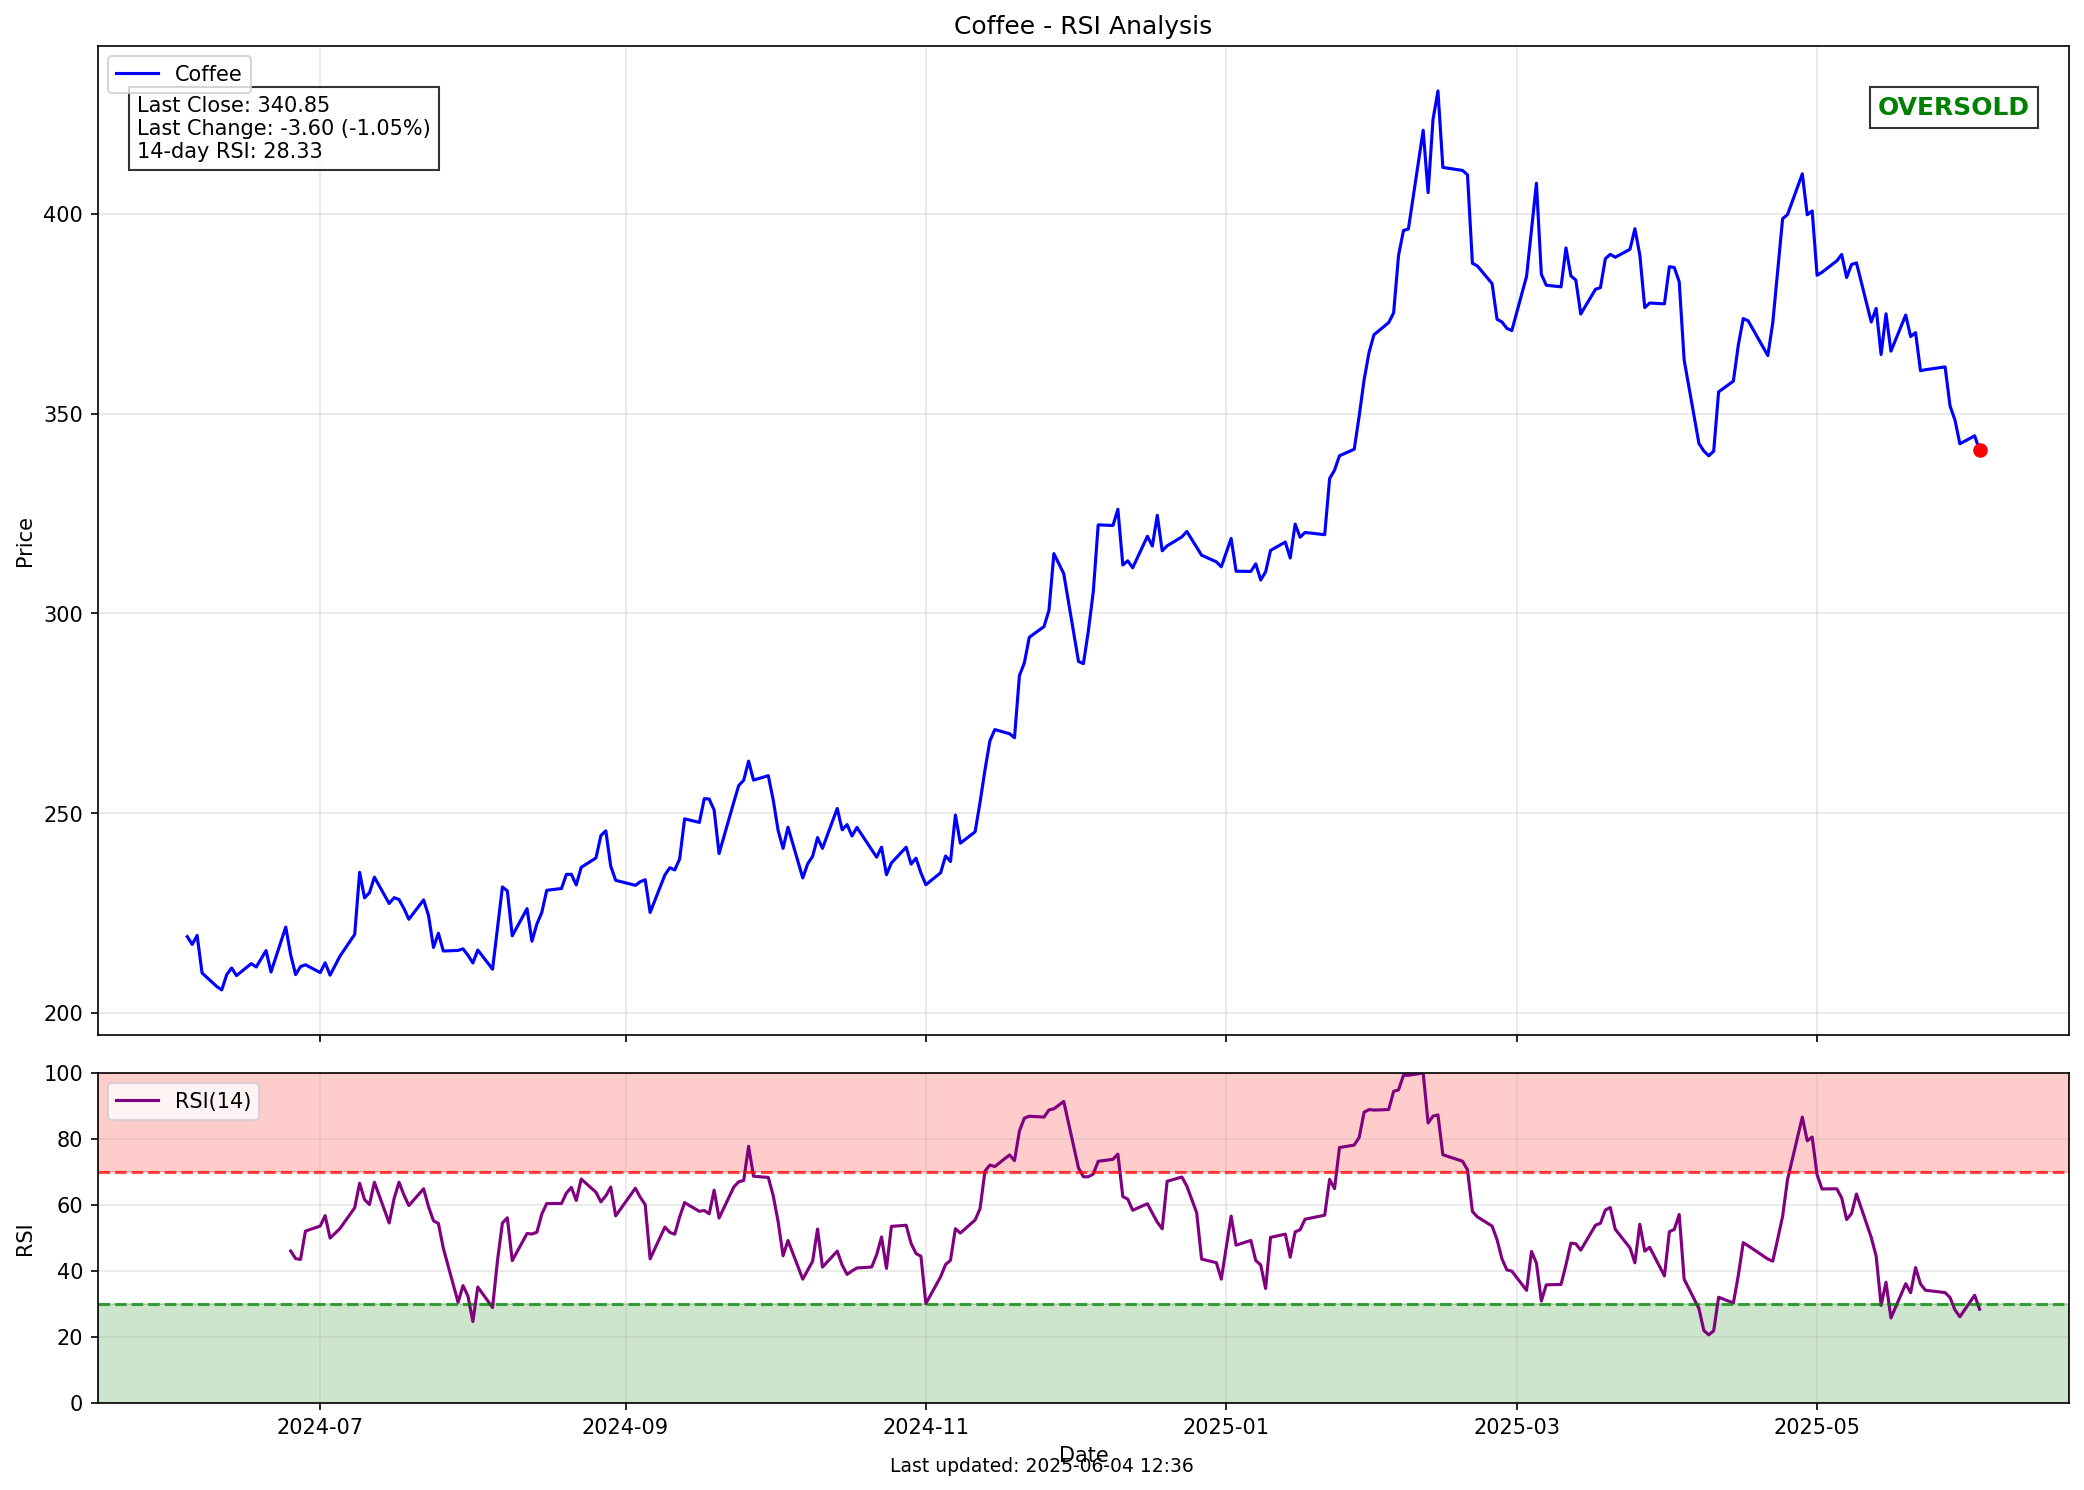 Coffee - RSI Analysis
Coffee
Last Close: 340.85
Last Change: -3.60 (-1.05%)
14-day RSI: 28.33
OVERSOLD
Price
400
350
300
250
200
RSI(14)
RSI
100
80
60
40
20
0
2024-07
2024-09
2024-11
2025-01
2025-03
2025-05
Date
Last updated: 2025-06-04 12:36